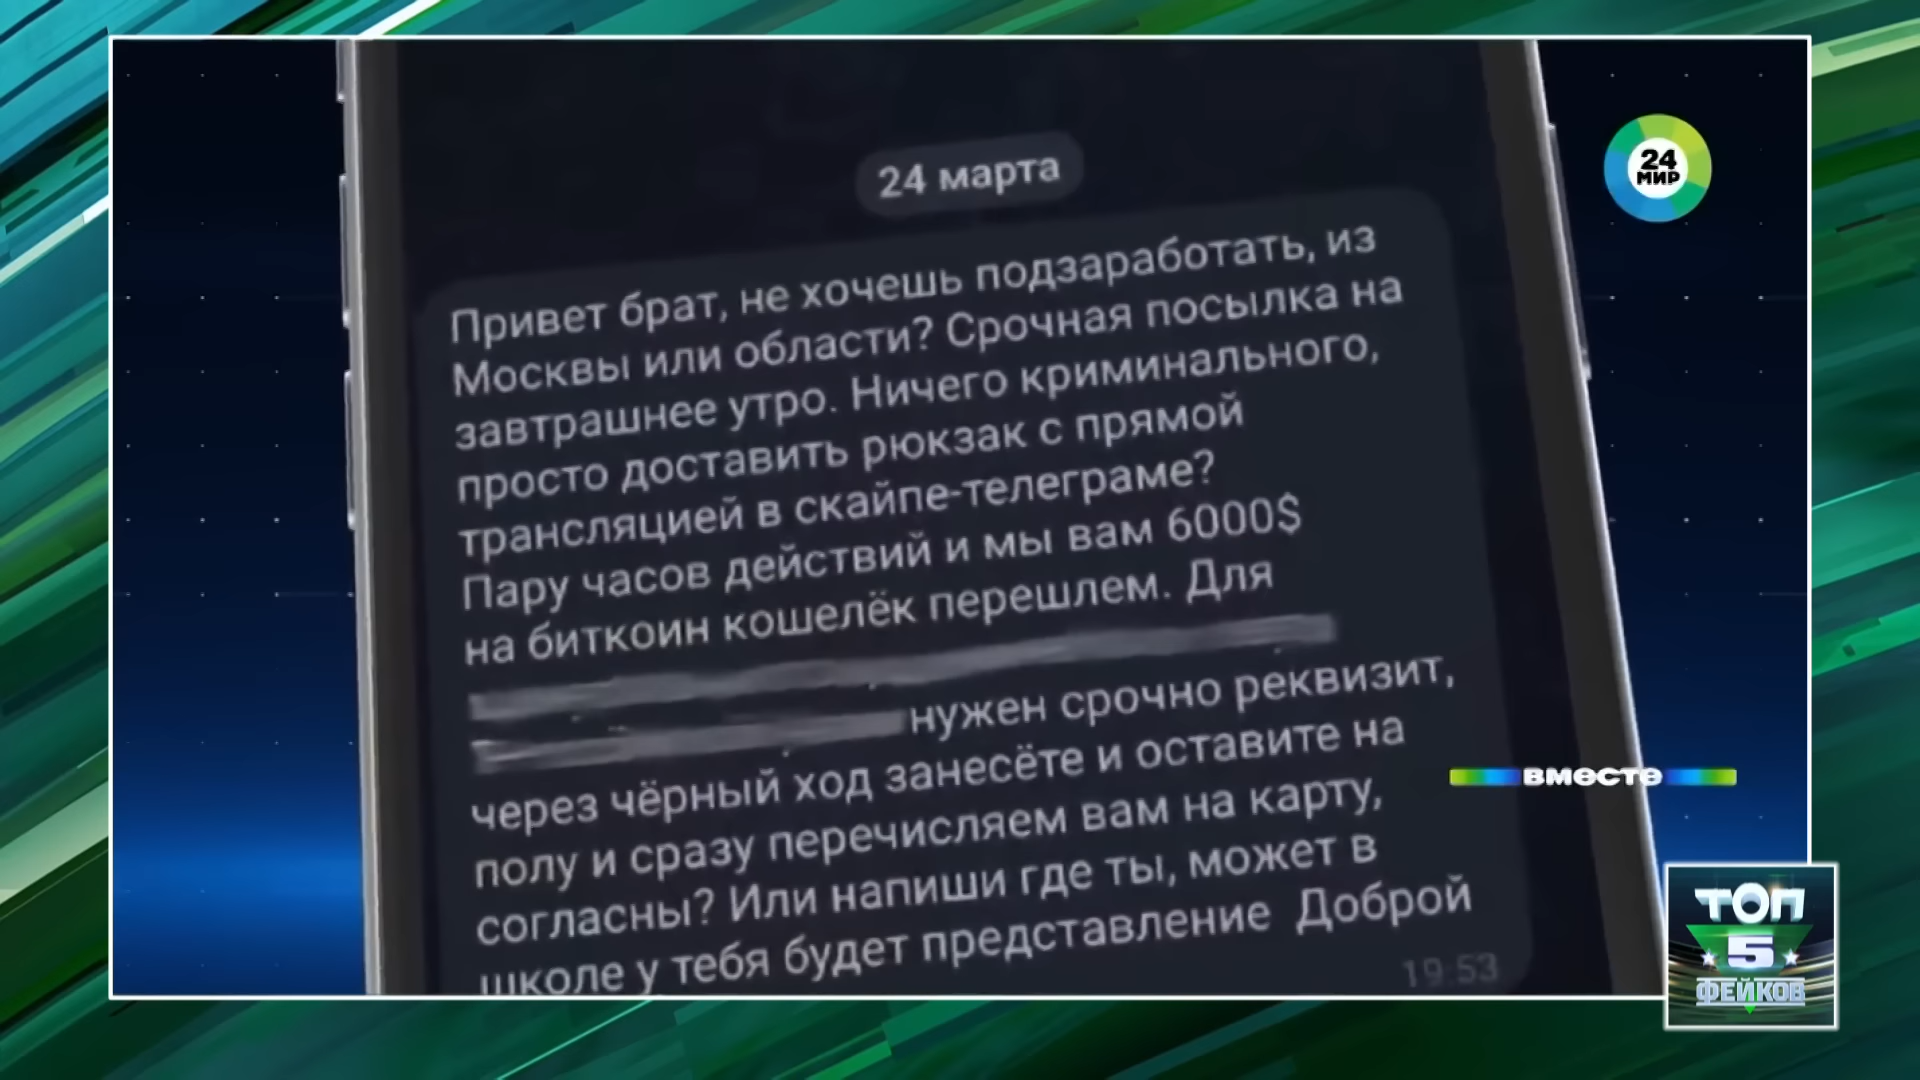 24 марта
Привет брат, не хочешь подзаработать, из
Москвы или области? Срочная посылка на
завтрашнее утро. Ничего криминального,
просто доставить рюкзак с прямой
трансляцией в скайпе-телеграме?
Пару часов действий и мы вам 6000$
на биткоин кошелёк перешлем. Для
нужен срочно реквизит,
через чёрный ход занесёте и оставите на
полу и сразу перечисляем вам на карту,
согласны? Или напиши где ты, может в
школе у тебя будет представление Доброй
19:53
24
МИР
ВМЕСТЕ
ТОП
5
ФЕЙКОВ